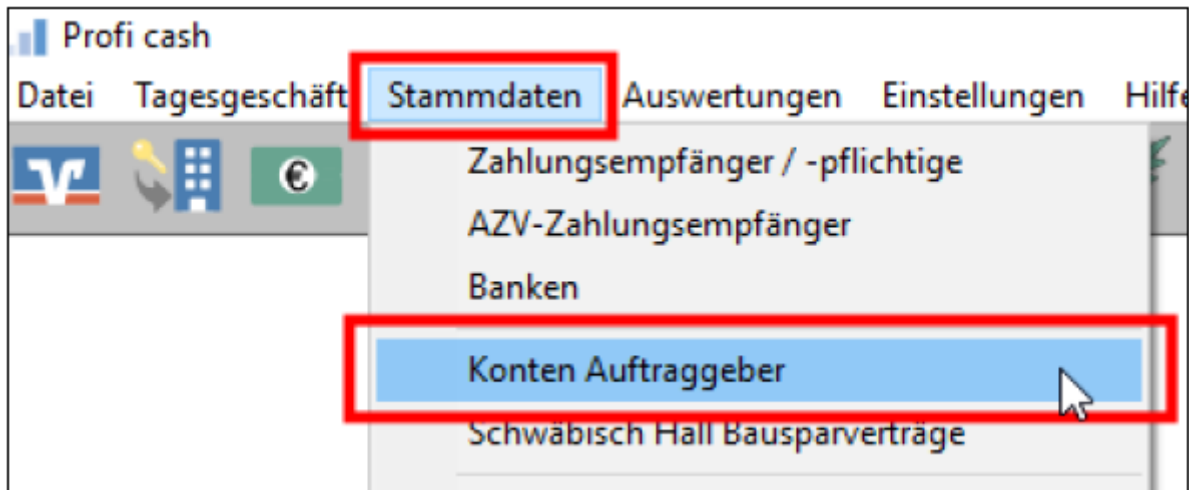 Profi cash
Datei Tagesgeschäft Stammdaten Auswertungen Einstellungen Hilfe
€
Zahlungsempfänger / -pflichtige
AZV-Zahlungsempfänger
Banken
Konten Auftraggeber
Schwäbisch Hall Bausparverträge